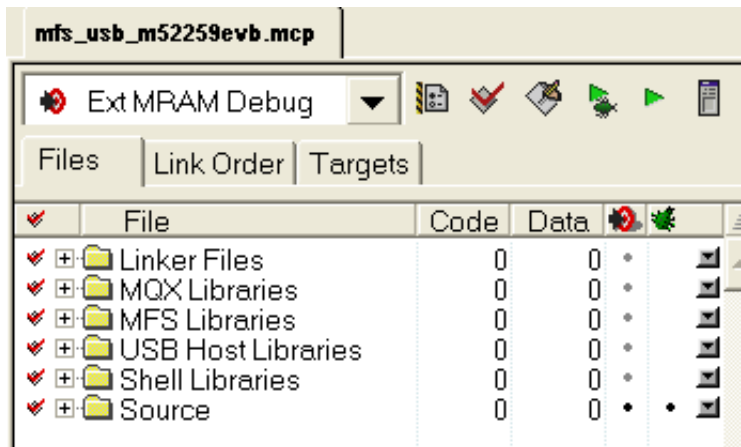 mfs_usb_m52259evb.mcp
Ext MRAM Debug
Files Link Order Targets
File Code Data
Linker Files 0 0
MQX Libraries 0 0
MFS Libraries 0 0
USB Host Libraries 0 0
Shell Libraries 0 0
Source 0 0